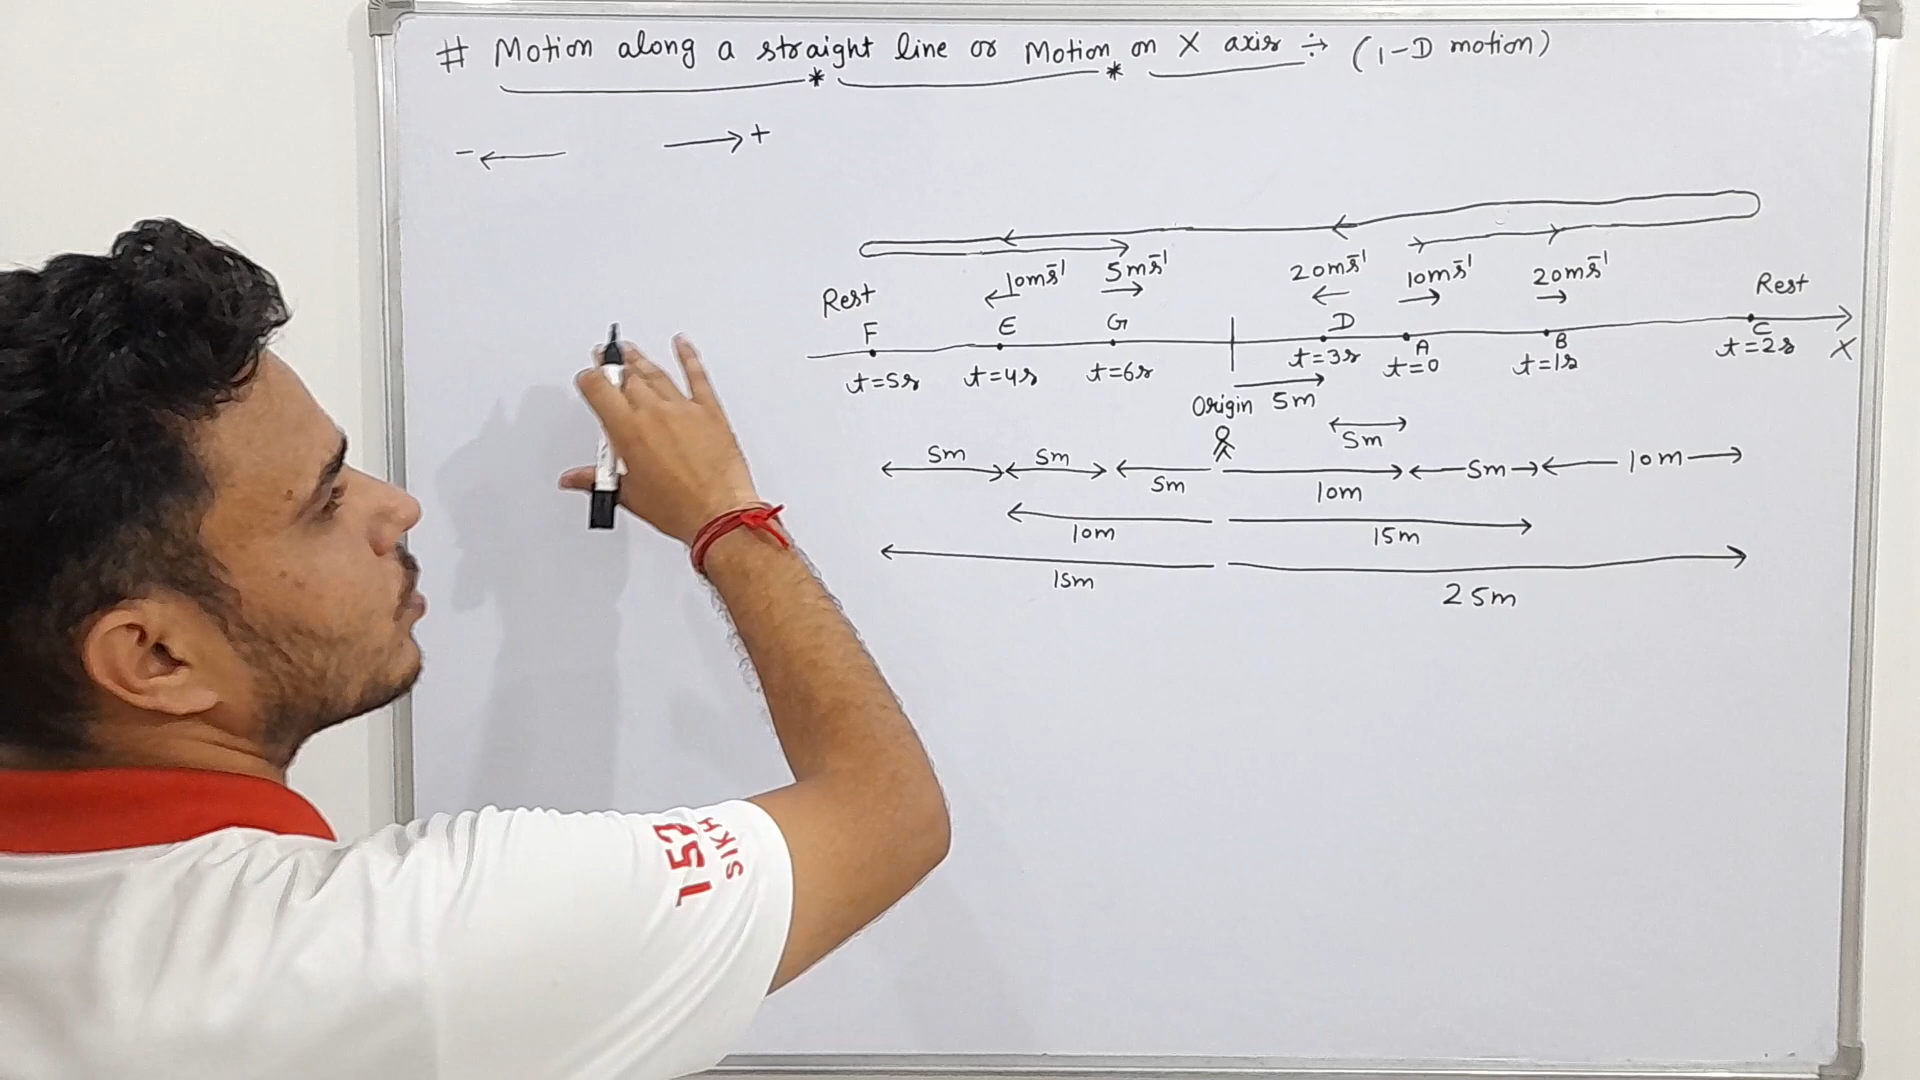 # Motion along a straight line or Motion on X axis ÷ (1-D motion)
- ← → +
10ms⁻¹ 5ms⁻¹ 20ms⁻¹ 10ms⁻¹ 20ms⁻¹
Rest Rest
F E G D A B C
t=5s t=4s t=6s t=3s t=0 t=1s t=2s X
Origin 5m
5m
5m 5m 5m 10m 5m 10m
10m 15m
15m 25m
152
SIKH